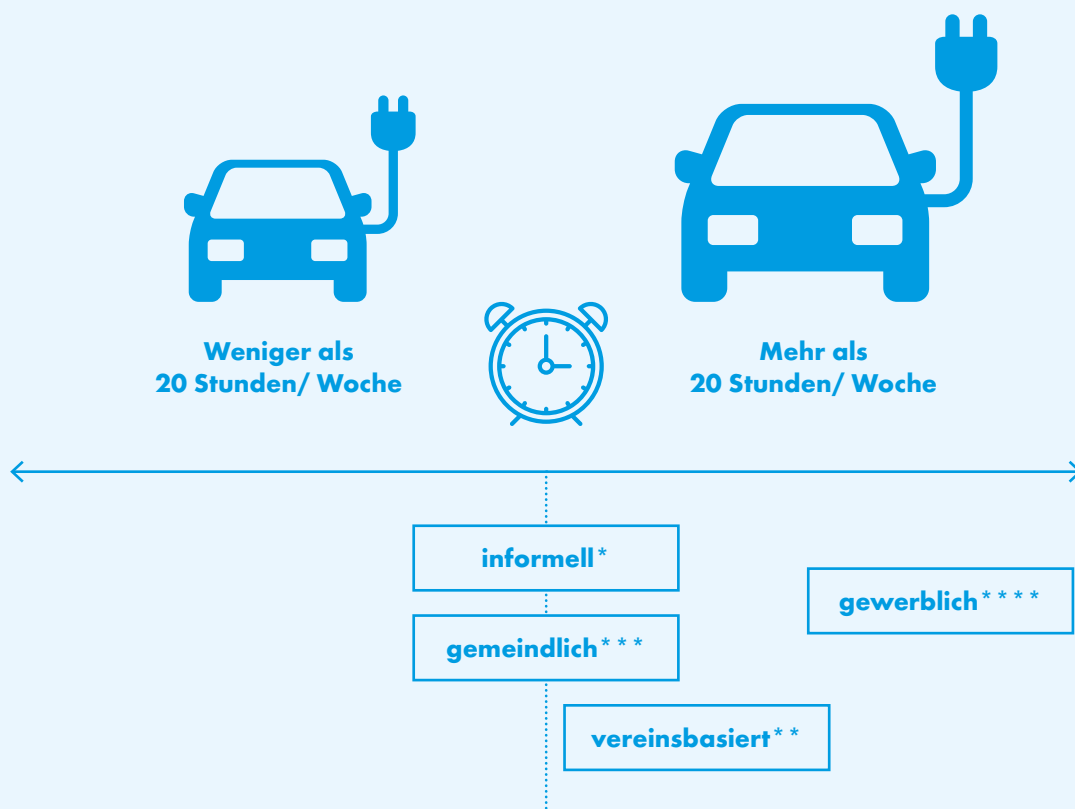 Weniger als
20 Stunden/ Woche
Mehr als
20 Stunden/ Woche
informell*
gewerblich****
gemeindlich***
vereinsbasiert**